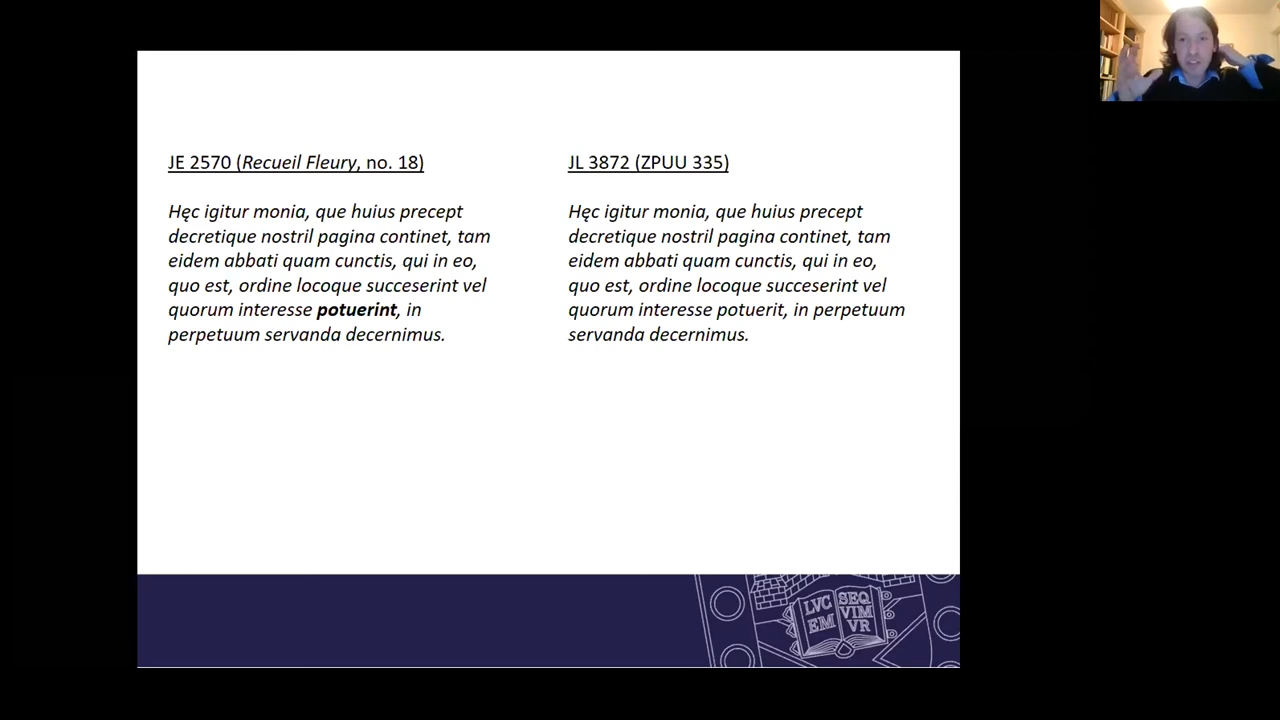 JE 2570 (Recueil Fleury, no. 18)
Hęc igitur monia, que huius precept
decretique nostril pagina continet, tam
eidem abbati quam cunctis, qui in eo,
quo est, ordine locoque succeserint vel
quorum interesse potuerint, in
perpetuum servanda decernimus.
JL 3872 (ZPUU 335)
Hęc igitur monia, que huius precept
decretique nostril pagina continet, tam
eidem abbati quam cunctis, qui in eo,
quo est, ordine locoque succeserint vel
quorum interesse potuerit, in perpetuum
servanda decernimus.
LVC
EM
SEQ
VIM
VR